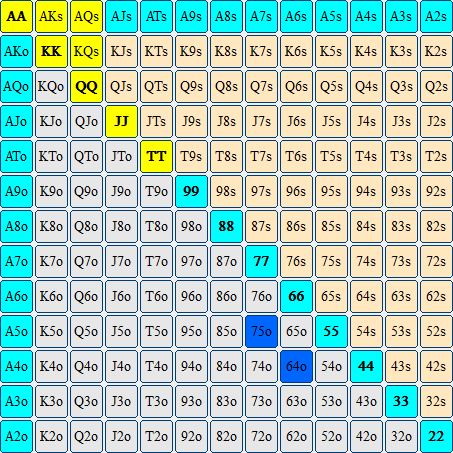 AA AKs AQs AJs ATs A9s A8s A7s A6s A5s A4s A3s A2s
AKo KK KQs KJs KTs K9s K8s K7s K6s K5s K4s K3s K2s
AQo KQo QQ QJs QTs Q9s Q8s Q7s Q6s Q5s Q4s Q3s Q2s
AJo KJo QJo JJ JTs J9s J8s J7s J6s J5s J4s J3s J2s
ATo KTo QTo JTo TT T9s T8s T7s T6s T5s T4s T3s T2s
A9o K9o Q9o J9o T9o 99 98s 97s 96s 95s 94s 93s 92s
A8o K8o Q8o J8o T8o 98o 88 87s 86s 85s 84s 83s 82s
A7o K7o Q7o J7o T7o 97o 87o 77 76s 75s 74s 73s 72s
A6o K6o Q6o J6o T6o 96o 86o 76o 66 65s 64s 63s 62s
A5o K5o Q5o J5o T5o 95o 85o 75o 65o 55 54s 53s 52s
A4o K4o Q4o J4o T4o 94o 84o 74o 64o 54o 44 43s 42s
A3o K3o Q3o J3o T3o 93o 83o 73o 63o 53o 43o 33 32s
A2o K2o Q2o J2o T2o 92o 82o 72o 62o 52o 42o 32o 22